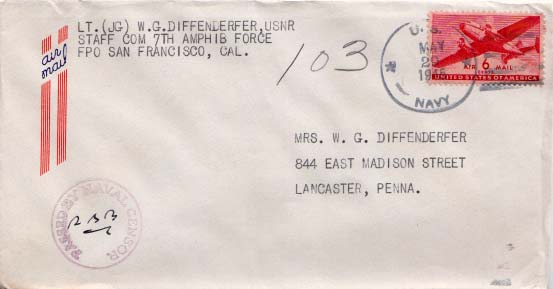 LT.(JG) W.G.DIFFENDERFER,USNR
STAFF COM 7TH AMPHIB FORCE
FPO SAN FRANCISCO, CAL.
air
mail
103
U.S.
MAY
NAVY
AIR 6¢ MAIL
UNITED STATES OF AMERICA
MRS. W. G. DIFFENDERFER
844 EAST MADISON STREET
LANCASTER, PENNA.
PASSED BY NAVAL CENSOR